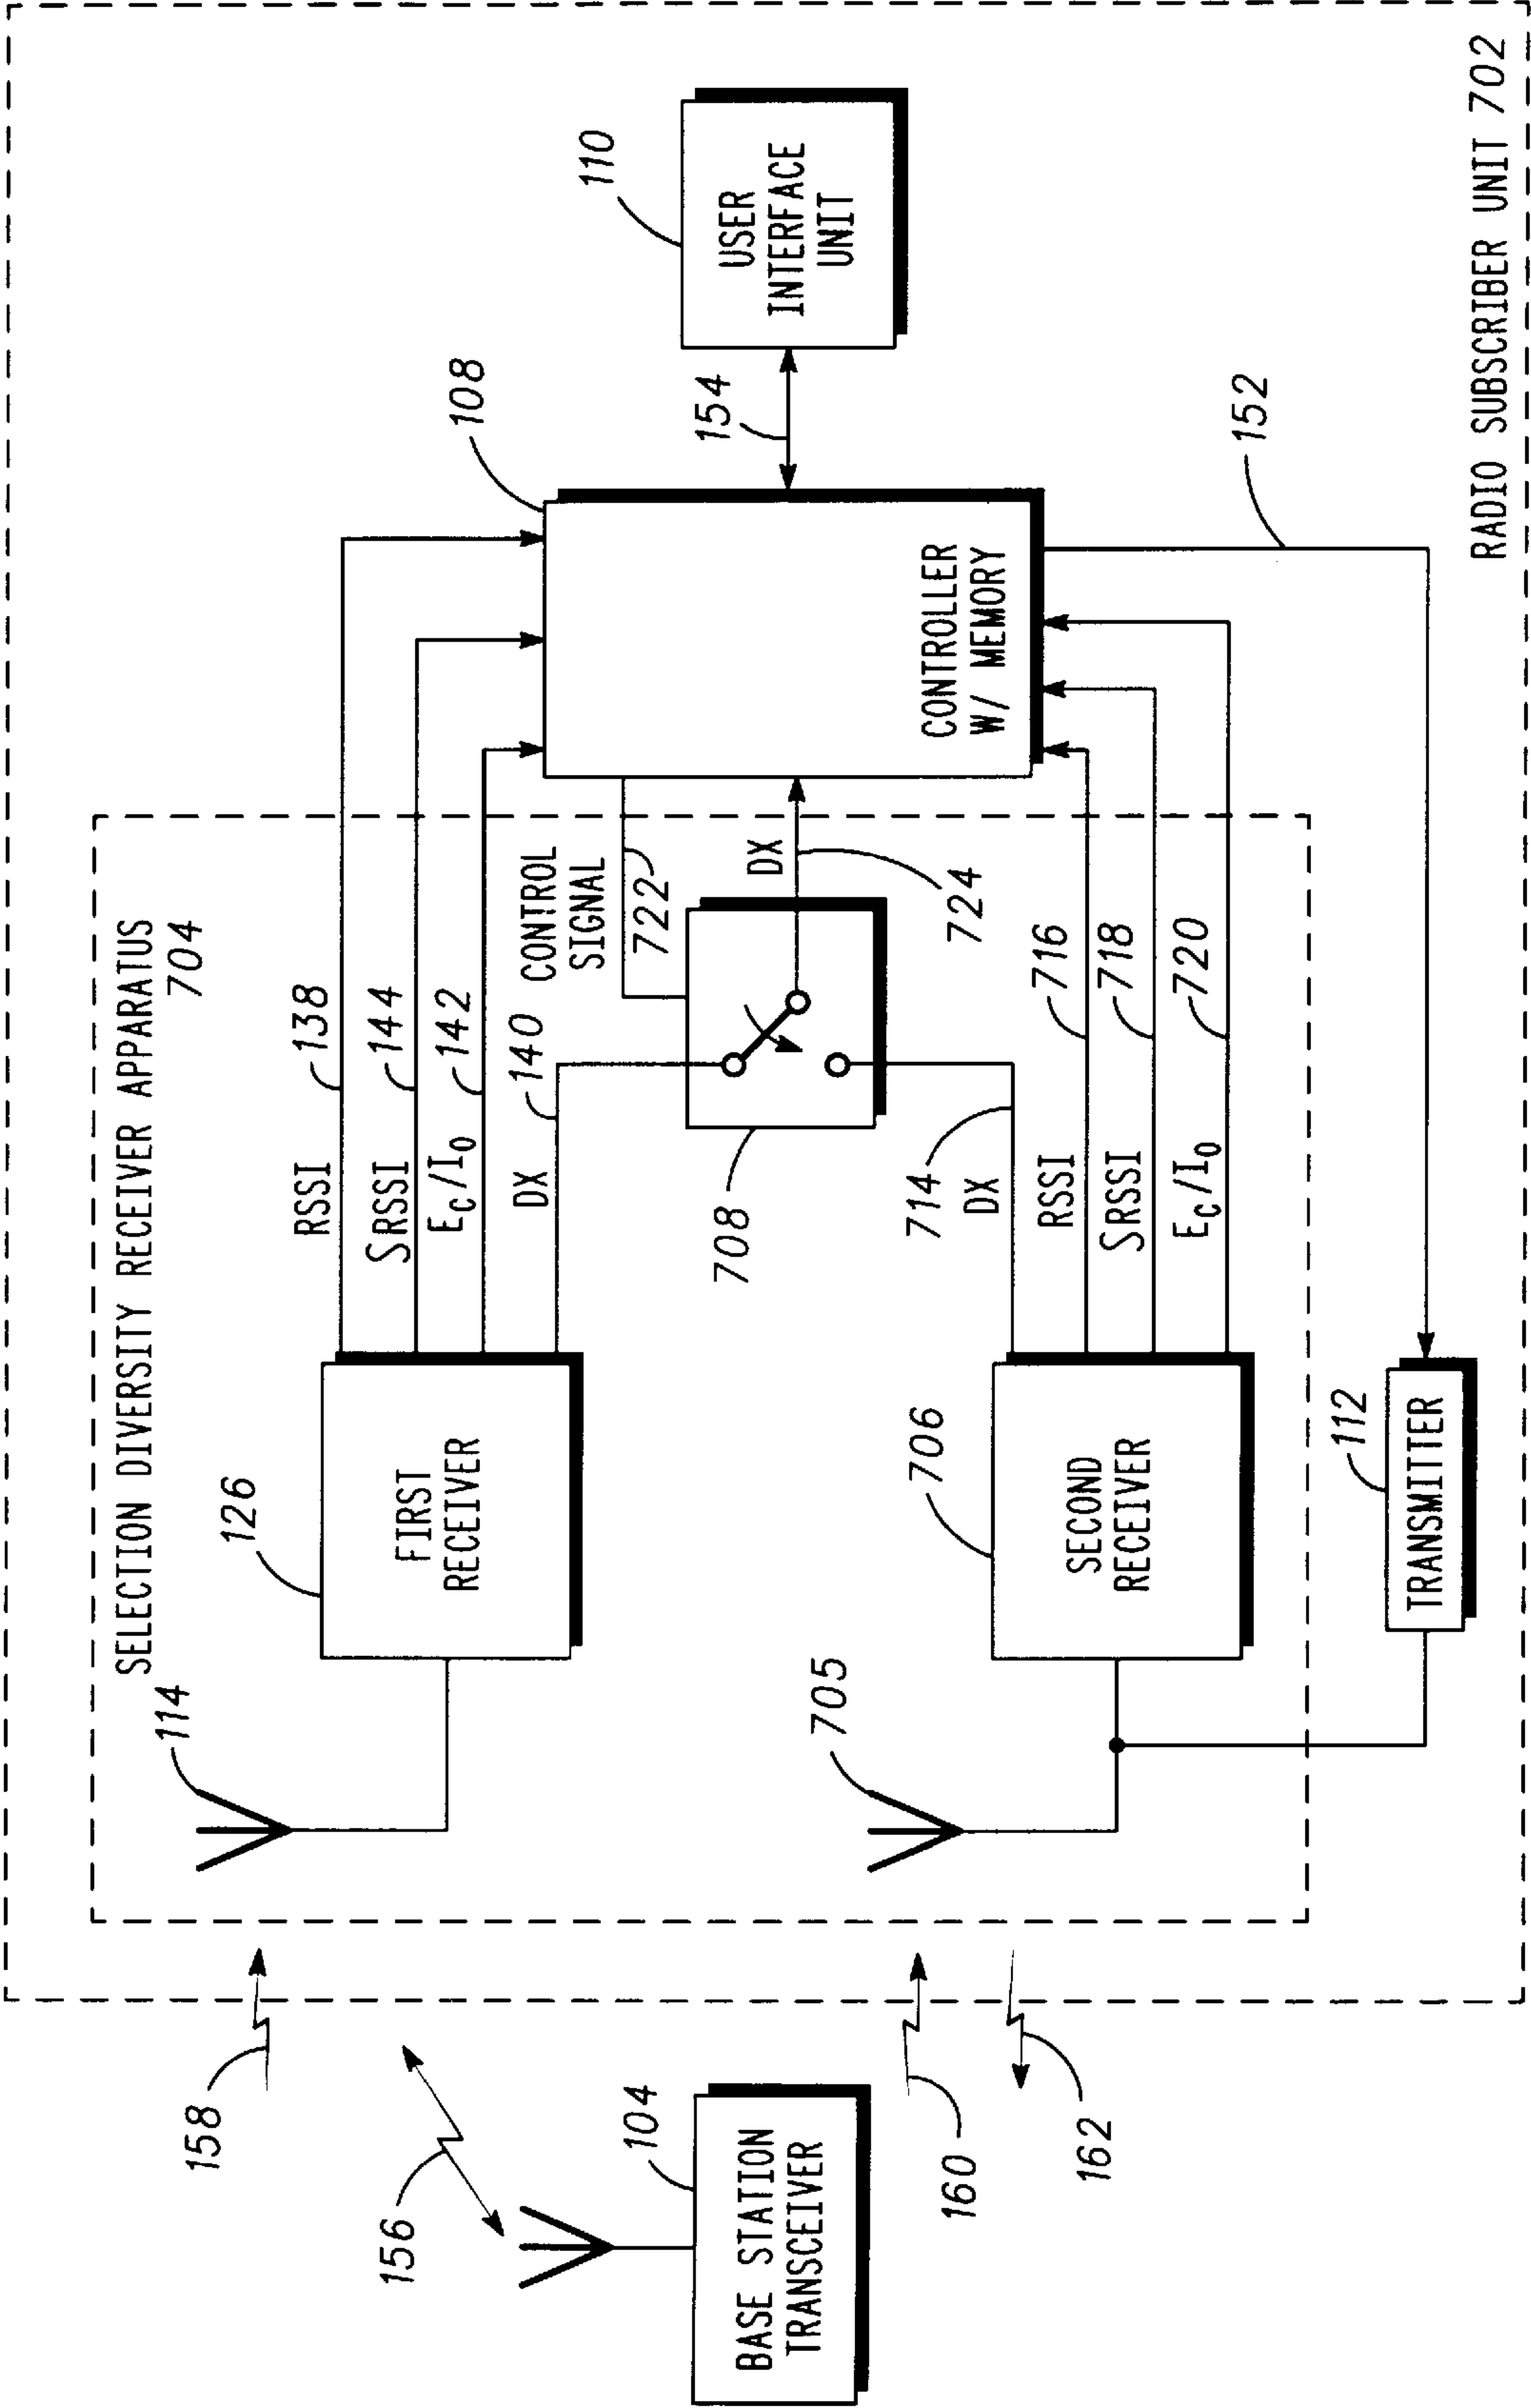 SELECTION DIVERSITY RECEIVER APPARATUS
704
114
126
FIRST
RECEIVER
RSSI
138
SRSSI
144
EC/I0
142
DX
140
CONTROL
SIGNAL
722
DX
724
708
108
CONTROLLER
W/ MEMORY
154
110
USER
INTERFACE
UNIT
158
156
104
BASE STATION
TRANSCEIVER
160
162
705
706
SECOND
RECEIVER
714
DX
RSSI
716
SRSSI
718
EC/I0
720
112
TRANSMITTER
152
RADIO SUBSCRIBER UNIT 702